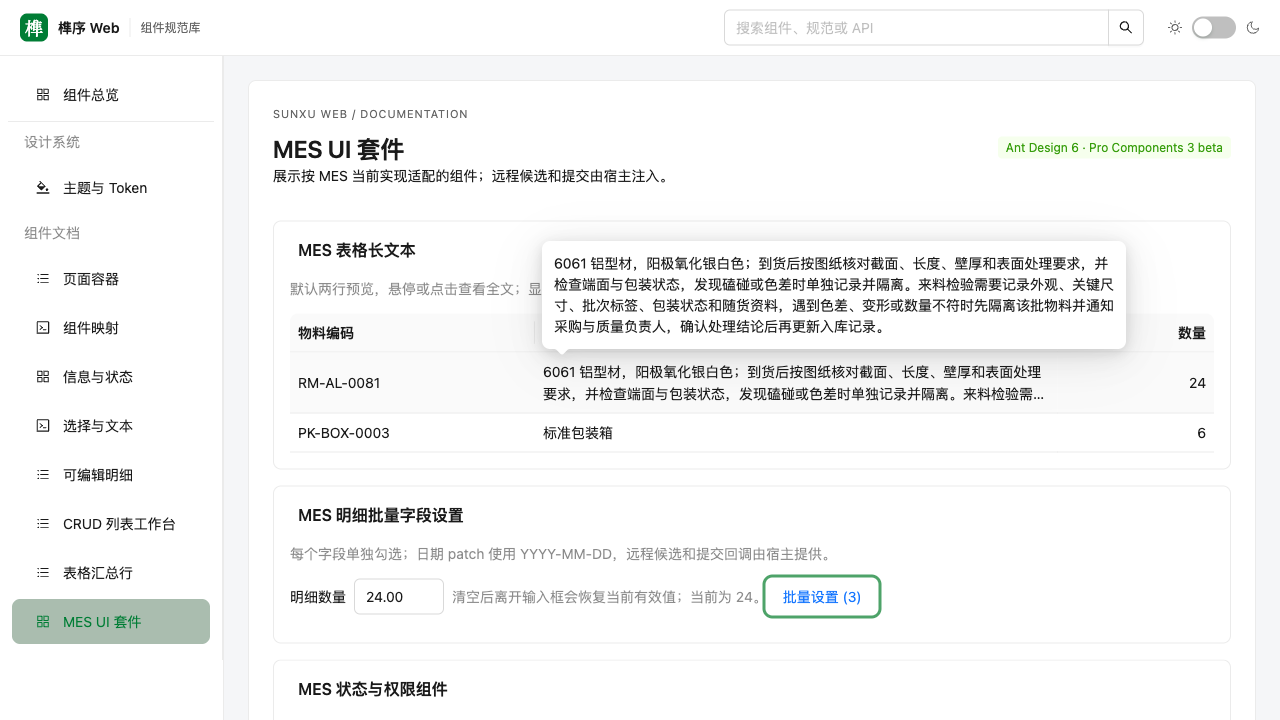 榫
榫序 Web
组件规范库
搜索组件、规范或 API
组件总览
设计系统
主题与 Token
组件文档
页面容器
组件映射
信息与状态
选择与文本
可编辑明细
CRUD 列表工作台
表格汇总行
MES UI 套件
SUNXU WEB / DOCUMENTATION
MES UI 套件
Ant Design 6 · Pro Components 3 beta
展示按 MES 当前实现适配的组件；远程候选和提交由宿主注入。
MES 表格长文本
默认两行预览，悬停或点击查看全文；显
6061 铝型材，阳极氧化银白色；到货后按图纸核对截面、长度、壁厚和表面处理要求，并
检查端面与包装状态，发现磕碰或色差时单独记录并隔离。来料检验需要记录外观、关键尺
寸、批次标签、包装状态和随货资料，遇到色差、变形或数量不符时先隔离该批物料并通知
采购与质量负责人，确认处理结论后再更新入库记录。
物料编码
数量
RM-AL-0081
6061 铝型材，阳极氧化银白色；到货后按图纸核对截面、长度、壁厚和表面处理
要求，并检查端面与包装状态，发现磕碰或色差时单独记录并隔离。来料检验需...
24
PK-BOX-0003
标准包装箱
6
MES 明细批量字段设置
每个字段单独勾选；日期 patch 使用 YYYY-MM-DD，远程候选和提交回调由宿主提供。
明细数量
24.00
清空后离开输入框会恢复当前有效值；当前为 24。
批量设置 (3)
MES 状态与权限组件